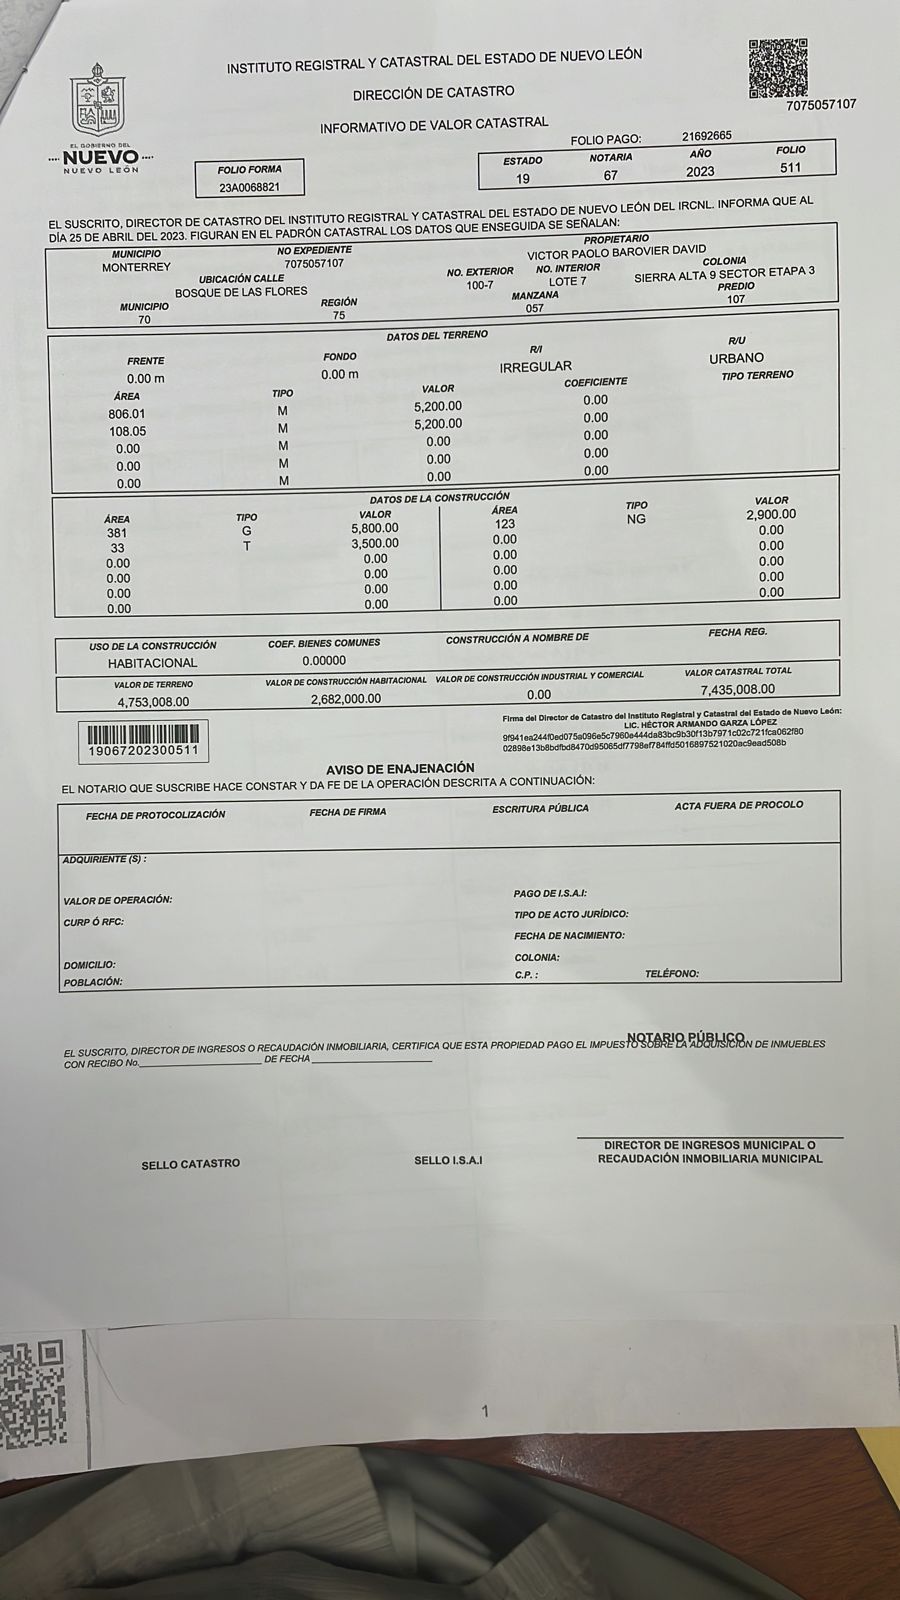 INSTITUTO REGISTRAL Y CATASTRAL DEL ESTADO DE NUEVO LEÓN
DIRECCIÓN DE CATASTRO
INFORMATIVO DE VALOR CATASTRAL
7075057107
EL GOBIERNO DEL
NUEVO
NUEVO LEÓN
FOLIO FORMA
23A0068821
FOLIO PAGO: 21692665
ESTADO NOTARIA AÑO FOLIO
19 67 2023 511
EL SUSCRITO, DIRECTOR DE CATASTRO DEL INSTITUTO REGISTRAL Y CATASTRAL DEL ESTADO DE NUEVO LEÓN DEL IRCNL. INFORMA QUE AL
DÍA 25 DE ABRIL DEL 2023. FIGURAN EN EL PADRÓN CATASTRAL LOS DATOS QUE ENSEGUIDA SE SEÑALAN:
MUNICIPIO NO EXPEDIENTE PROPIETARIO
MONTERREY 7075057107 VICTOR PAOLO BAROVIER DAVID
UBICACIÓN CALLE NO. EXTERIOR NO. INTERIOR COLONIA
BOSQUE DE LAS FLORES 100-7 LOTE 7 SIERRA ALTA 9 SECTOR ETAPA 3
MUNICIPIO REGIÓN MANZANA PREDIO
70 75 057 107
DATOS DEL TERRENO
FRENTE FONDO R/I R/U
0.00 m 0.00 m IRREGULAR URBANO
ÁREA TIPO VALOR COEFICIENTE TIPO TERRENO
806.01 M 5,200.00 0.00
108.05 M 5,200.00 0.00
0.00 M 0.00 0.00
0.00 M 0.00 0.00
0.00 M 0.00 0.00
DATOS DE LA CONSTRUCCIÓN
ÁREA TIPO VALOR ÁREA TIPO VALOR
381 G 5,800.00 123 NG 2,900.00
33 T 3,500.00 0.00 0.00
0.00 0.00 0.00 0.00
0.00 0.00 0.00 0.00
0.00 0.00 0.00 0.00
0.00 0.00 0.00 0.00
USO DE LA CONSTRUCCIÓN COEF. BIENES COMUNES CONSTRUCCIÓN A NOMBRE DE FECHA REG.
HABITACIONAL 0.00000
VALOR DE TERRENO VALOR DE CONSTRUCCIÓN HABITACIONAL VALOR DE CONSTRUCCIÓN INDUSTRIAL Y COMERCIAL VALOR CATASTRAL TOTAL
4,753,008.00 2,682,000.00 0.00 7,435,008.00
19067202300511
Firma del Director de Catastro del Instituto Registral y Catastral del Estado de Nuevo León:
LIC. HÉCTOR ARMANDO GARZA LÓPEZ
9f941ea244f0ed075a096e5c7960e444da83bc9b30f13b7971c02c721fca062f80
02898e13b8bdfbd8470d95065df7798ef784ffd5016897521020ac9ead508b
AVISO DE ENAJENACIÓN
EL NOTARIO QUE SUSCRIBE HACE CONSTAR Y DA FE DE LA OPERACIÓN DESCRITA A CONTINUACIÓN:
FECHA DE PROTOCOLIZACIÓN FECHA DE FIRMA ESCRITURA PÚBLICA ACTA FUERA DE PROCOLO
ADQUIRIENTE (S) :
VALOR DE OPERACIÓN: PAGO DE I.S.A.I:
CURP Ó RFC: TIPO DE ACTO JURÍDICO:
FECHA DE NACIMIENTO:
DOMICILIO: COLONIA:
POBLACIÓN: C.P. : TELÉFONO:
NOTARIO PÚBLICO
EL SUSCRITO, DIRECTOR DE INGRESOS O RECAUDACIÓN INMOBILIARIA, CERTIFICA QUE ESTA PROPIEDAD PAGO EL IMPUESTO SOBRE LA ADQUISICIÓN DE INMUEBLES
CON RECIBO No.____________________ DE FECHA ____________________
SELLO CATASTRO
SELLO I.S.A.I
DIRECTOR DE INGRESOS MUNICIPAL O
RECAUDACIÓN INMOBILIARIA MUNICIPAL
1